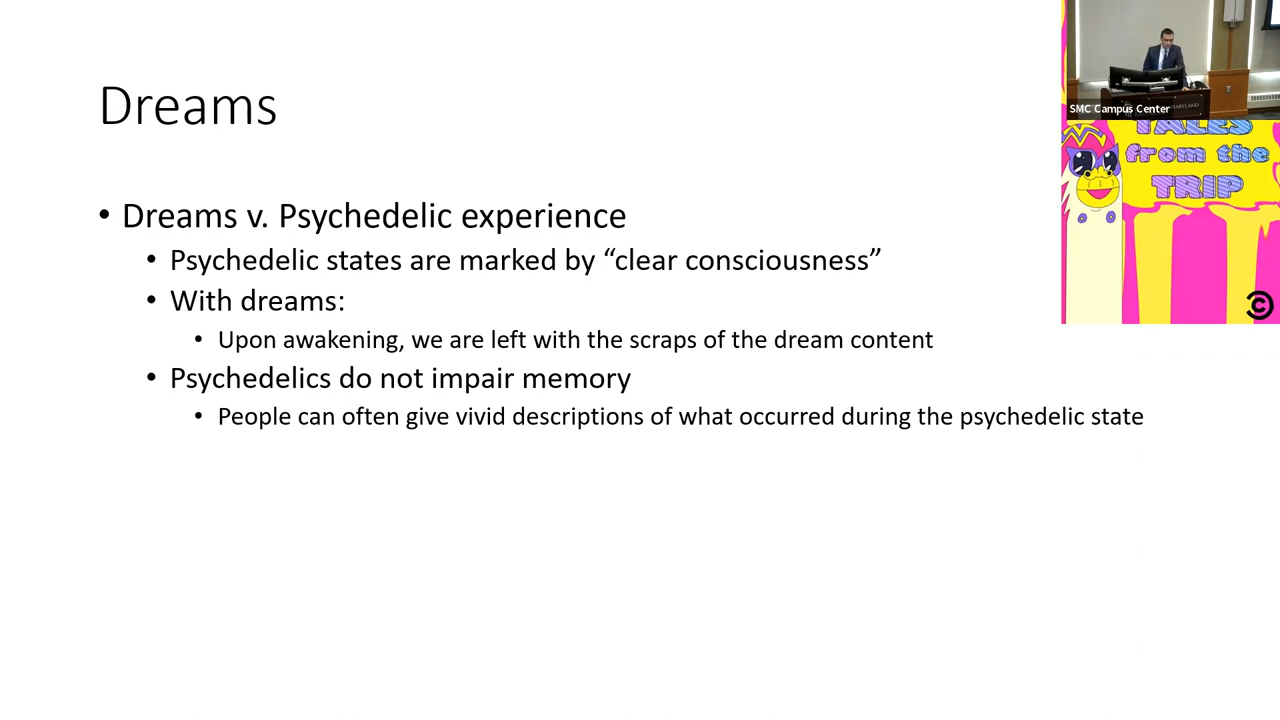 Dreams
• Dreams v. Psychedelic experience
• Psychedelic states are marked by “clear consciousness”
• With dreams:
• Upon awakening, we are left with the scraps of the dream content
• Psychedelics do not impair memory
• People can often give vivid descriptions of what occurred during the psychedelic state
SMC Campus Center
TALES
from the
TRIP